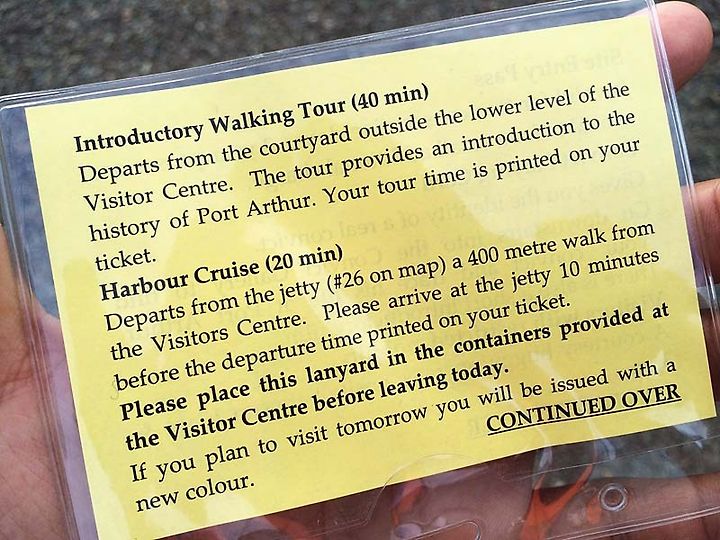 Introductory Walking Tour (40 min)
Departs from the courtyard outside the lower level of the
Visitor Centre. The tour provides an introduction to the
history of Port Arthur. Your tour time is printed on your
ticket.
Harbour Cruise (20 min)
Departs from the jetty (#26 on map) a 400 metre walk from
the Visitors Centre. Please arrive at the jetty 10 minutes
before the departure time printed on your ticket.
Please place this lanyard in the containers provided at
the Visitor Centre before leaving today.
If you plan to visit tomorrow you will be issued with a
new colour.
CONTINUED OVER